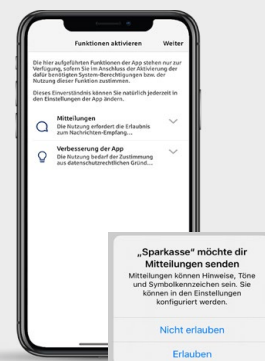 Funktionen aktivieren
Weiter
Die hier aufgeführten Funktionen der App stehen nur zur
Verfügung, sofern Sie im Anschluss der Aktivierung der
dafür benötigten System-Berechtigungen bzw. der
Nutzung dieser Funktion zustimmen.
Dieses Einverständnis können Sie natürlich jederzeit in
den Einstellungen der App ändern.
Mitteilungen
Die Nutzung erfordert die Erlaubnis
zum Nachrichten-Empfang...
Verbesserung der App
Die Nutzung bedarf der Zustimmung
aus datenschutzrechtlichen Gründ...
„Sparkasse" möchte dir
Mitteilungen senden
Mitteilungen können Hinweise, Töne
und Symbolkennzeichen sein. Sie
können in den Einstellungen
konfiguriert werden.
Nicht erlauben
Erlauben